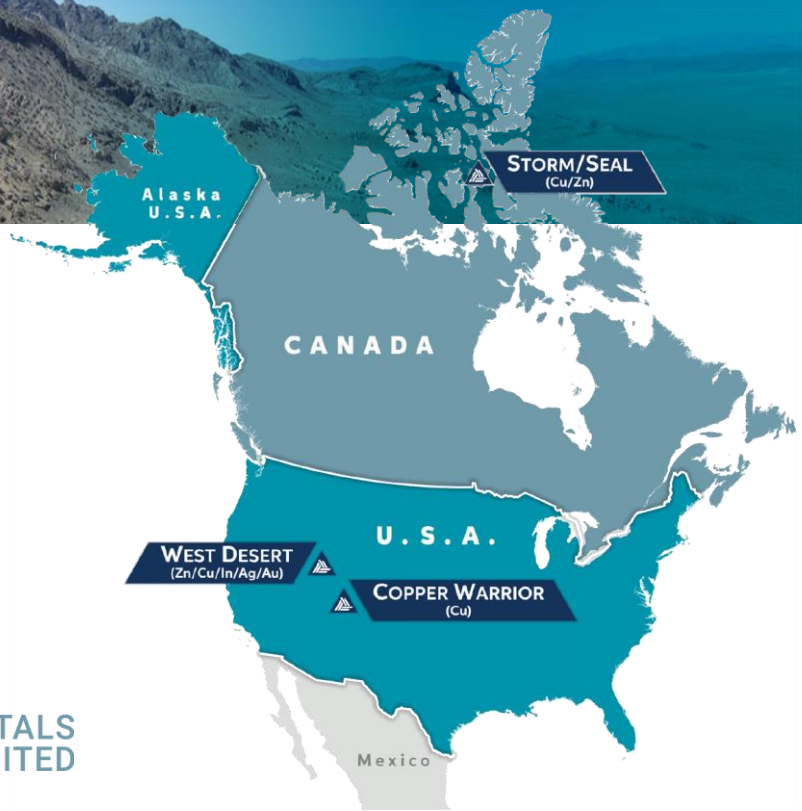 STORM/SEAL
(Cu/Zn)
Alaska
U.S.A.
CANADA
U.S.A.
WEST DESERT
(Zn/Cu/In/Ag/Au)
COPPER WARRIOR
(Cu)
TALS
ITED
Mexico